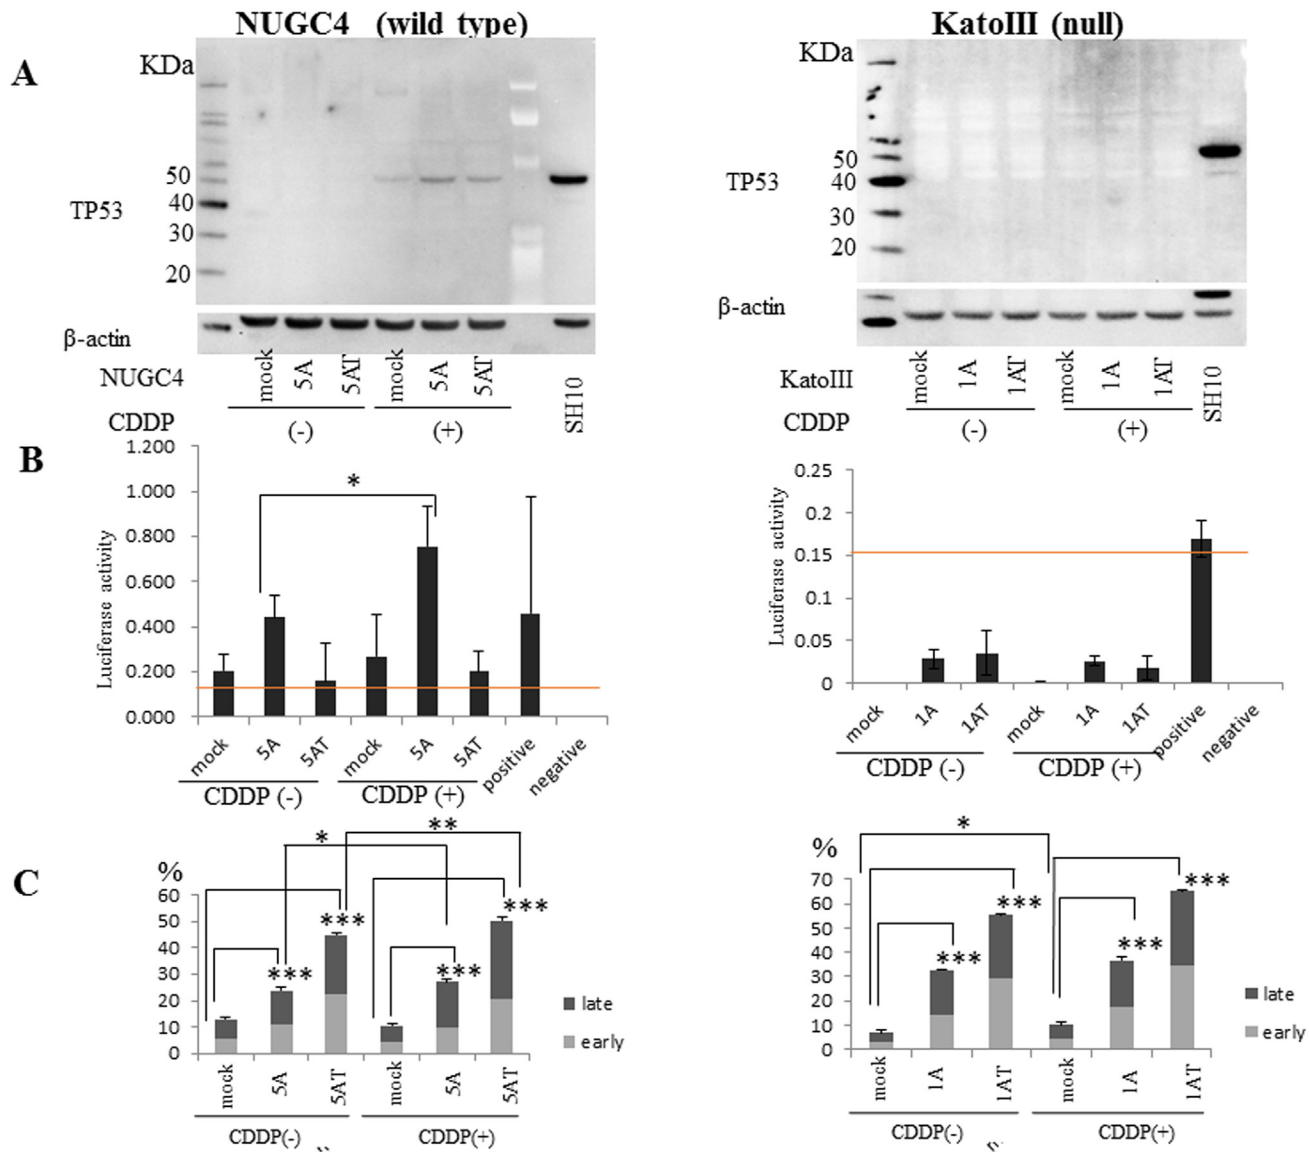 NUGC4 (wild type)
KatoIII (null)
A
KDa
50
40
30
20
TP53
β-actin
NUGC4
mock
5A
5AT
mock
5A
5AT
SH10
CDDP
(-)
(+)
KDa
50
40
30
20
TP53
β-actin
KatoIII
mock
1A
1AT
mock
1A
1AT
SH10
CDDP
(-)
(+)
B
Luciferase activity
1.200
1.000
0.800
0.600
0.400
0.200
0.000
*
mock
5A
5AT
mock
5A
5AT
positive
negative
CDDP (-)
CDDP (+)
Luciferase activity
0.25
0.2
0.15
0.1
0.05
0
mock
1A
1AT
mock
1A
1AT
positive
negative
CDDP (-)
CDDP (+)
C
%
60
50
40
30
20
10
0
*
**
***
***
***
***
late
early
mock
5A
5AT
mock
5A
5AT
CDDP(-)
CDDP(+)
%
70
60
50
40
30
20
10
0
*
***
***
***
***
late
early
mock
1A
1AT
mock
1A
1AT
CDDP(-)
CDDP(+)